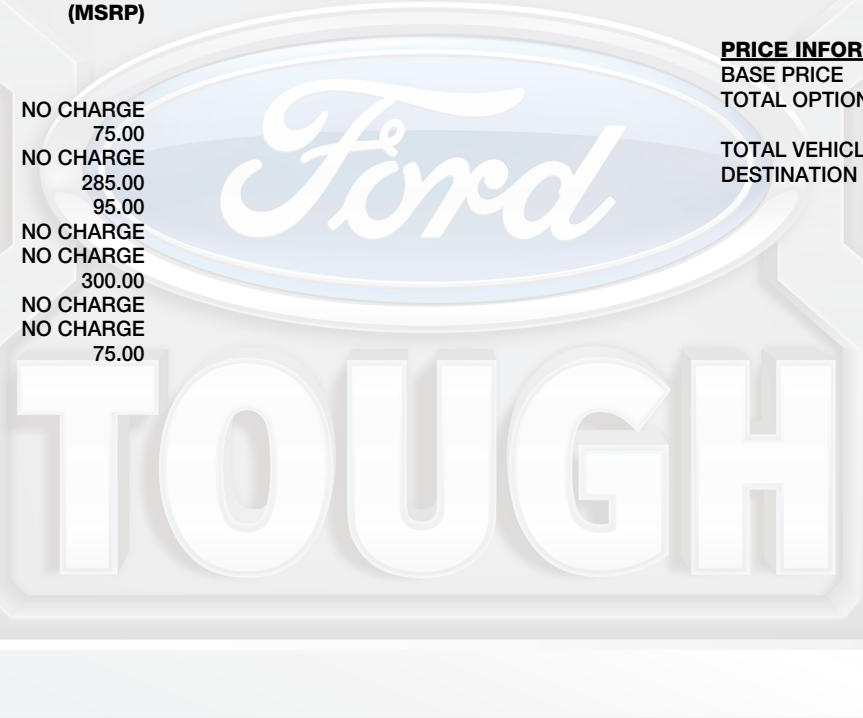 (MSRP)
NO CHARGE
75.00
NO CHARGE
285.00
95.00
NO CHARGE
NO CHARGE
300.00
NO CHARGE
NO CHARGE
75.00
PRICE INFOR
BASE PRICE
TOTAL OPTION
TOTAL VEHICL
DESTINATION
Ford
TOUGH